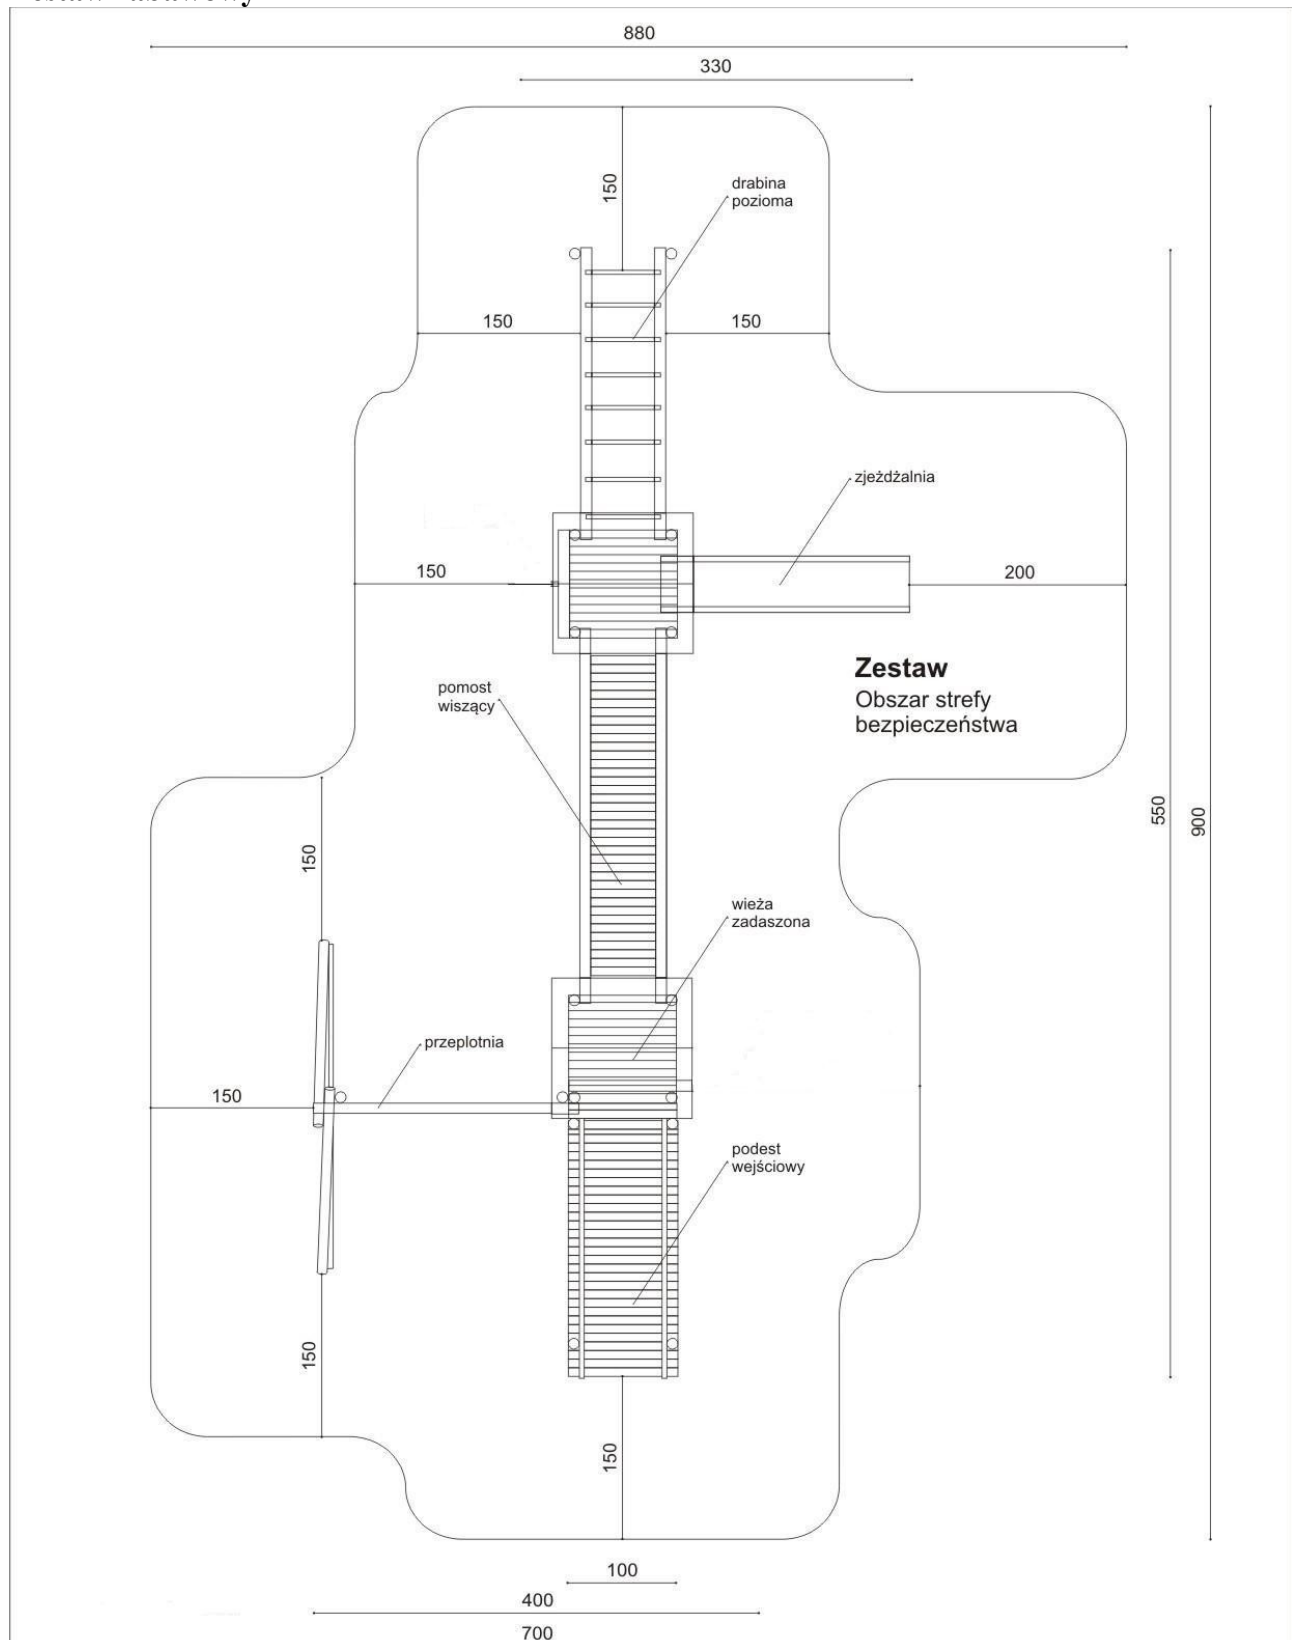 880
330
150
drabina
pozioma
150
150
zjeżdżalnia
150
200
Zestaw
Obszar strefy
bezpieczeństwa
pomost
wiszący
550
900
150
wieża
zadaszona
przeplotnia
150
podest
wejściowy
150
150
100
400
700